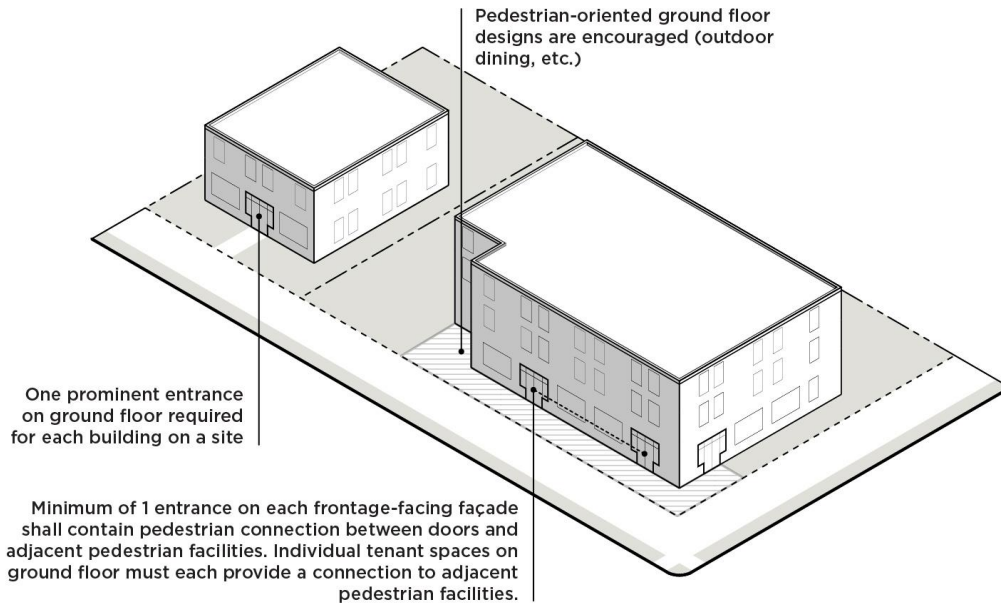 Pedestrian-oriented ground floor
designs are encouraged (outdoor
dining, etc.)
One prominent entrance
on ground floor required
for each building on a site
Minimum of 1 entrance on each frontage-facing façade
shall contain pedestrian connection between doors and
adjacent pedestrian facilities. Individual tenant spaces on
ground floor must each provide a connection to adjacent
pedestrian facilities.